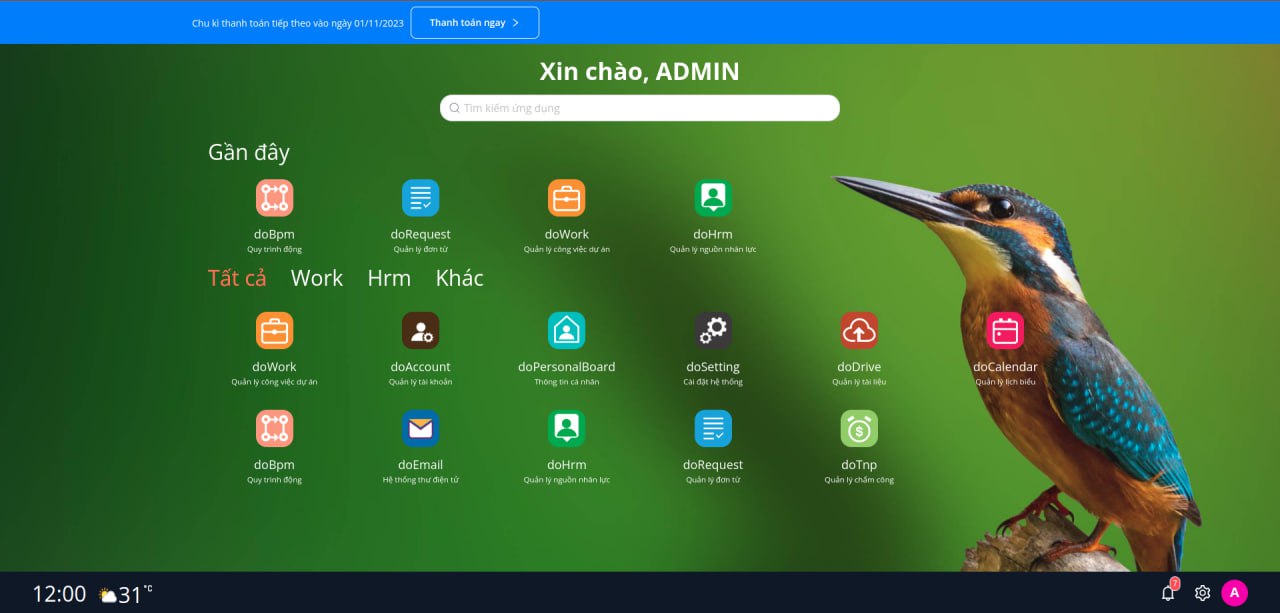 Chu kì thanh toán tiếp theo vào ngày 01/11/2023 Thanh toán ngay
Xin chào, ADMIN
Tìm kiếm ứng dụng
Gần đây
doBpm doRequest doWork doHrm
Quy trình động Quản lý đơn từ Quản lý công việc dự án Quản lý nguồn nhân lực
Tất cả Work Hrm Khác
doWork doAccount doPersonalBoard doSetting doDrive doCalendar
Quản lý công việc dự án Quản lý tài khoản Thông tin cá nhân Cài đặt hệ thống Quản lý tài liệu Quản lý lịch biểu
doBpm doEmail doHrm doRequest doTnp
Quy trình động Hệ thống thư điện tử Quản lý nguồn nhân lực Quản lý đơn từ Quản lý chấm công
12:00 31°C 7 A